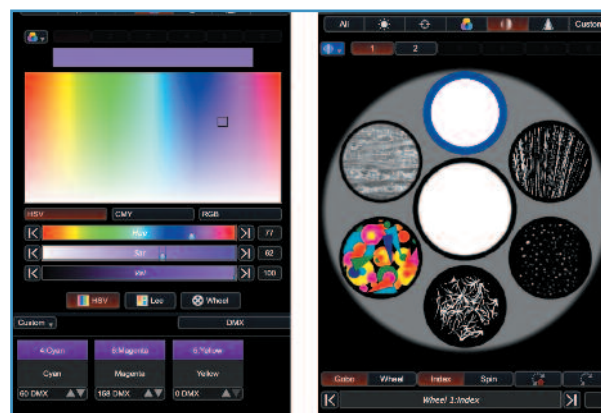 HSV
CMY
RGB
Hue
77
Sat
62
Val
100
HSV
Lee
Wheel
Custom
DMX
4:Cyan
5:Magenta
6:Yellow
Cyan
Magenta
Yellow
60 DMX
168 DMX
0 DMX
All
Custom
1
2
Gobo
Wheel
Index
Spin
Wheel 1:Index